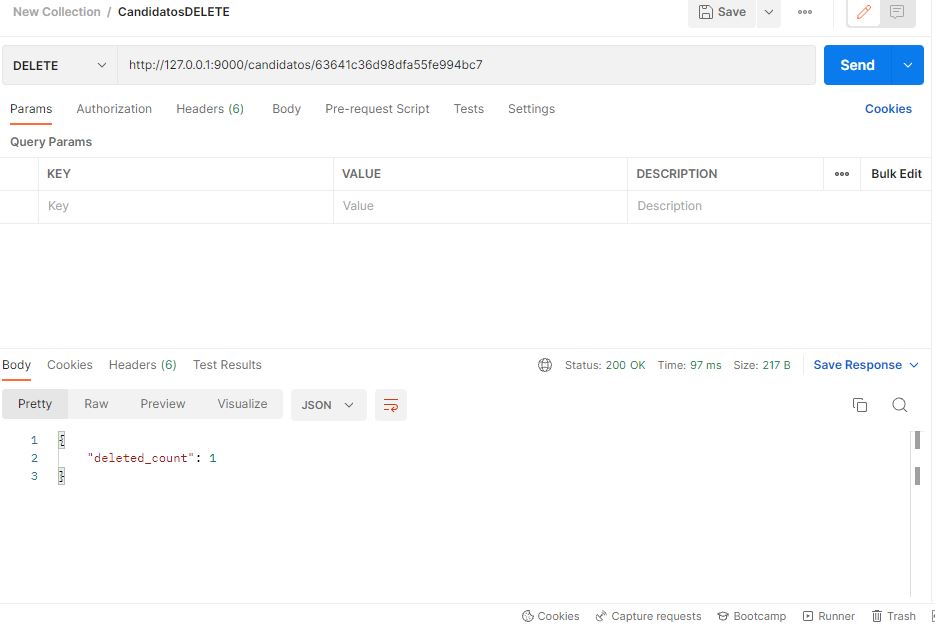 New Collection / CandidatosDELETE
Save
DELETE http://127.0.0.1:9000/candidatos/63641c36d98dfa55fe994bc7 Send
Params Authorization Headers (6) Body Pre-request Script Tests Settings Cookies
Query Params
KEY VALUE DESCRIPTION Bulk Edit
Key Value Description
Body Cookies Headers (6) Test Results Status: 200 OK Time: 97 ms Size: 217 B Save Response
Pretty Raw Preview Visualize JSON
1 {
2 "deleted_count": 1
3 }
Cookies Capture requests Bootcamp Runner Trash